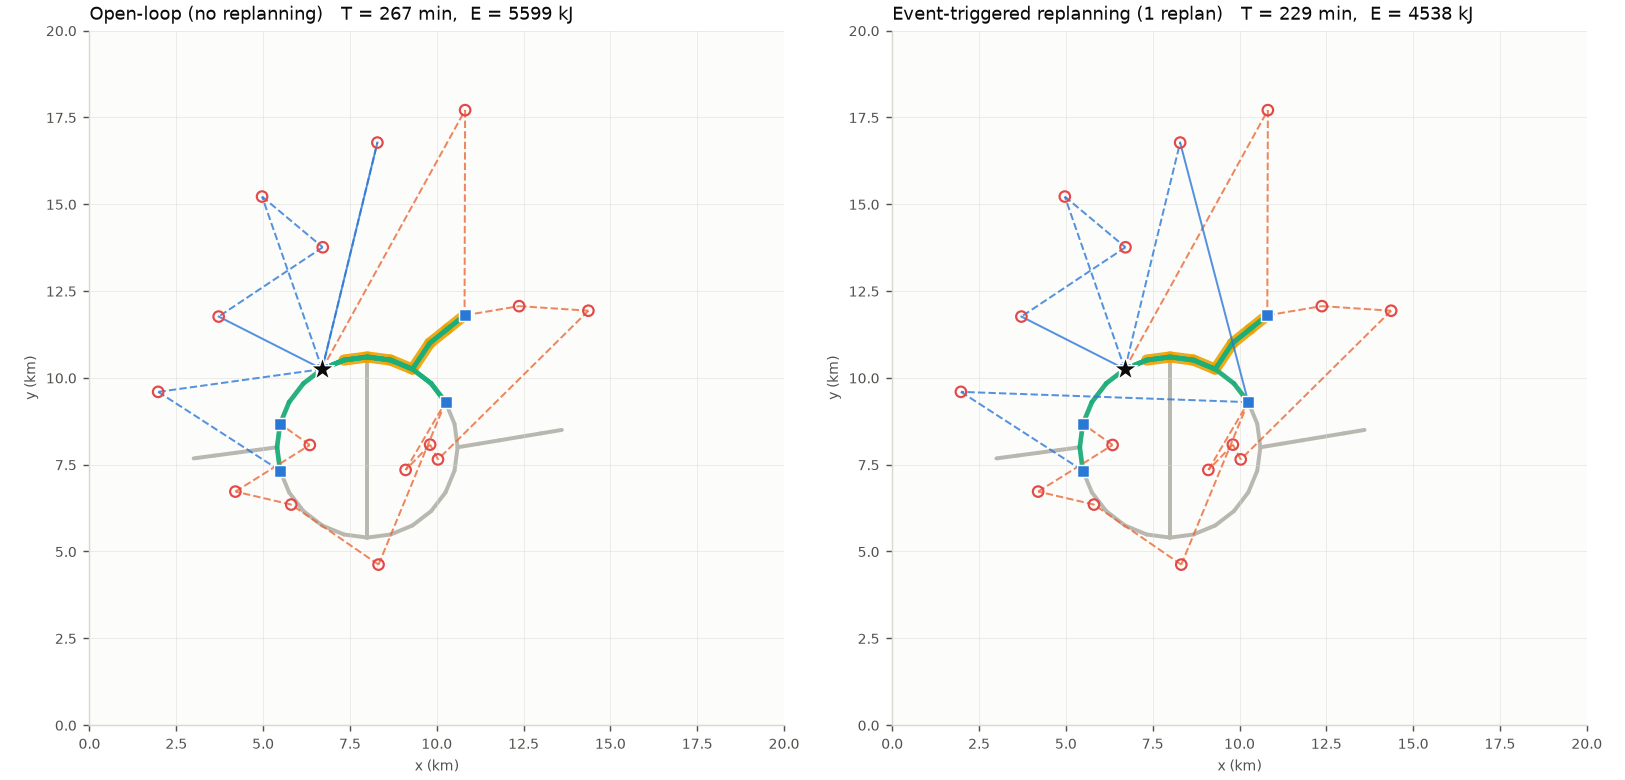 Open-loop (no replanning)   T = 267 min,  E = 5599 kJ
20.0
17.5
15.0
12.5
10.0
7.5
5.0
2.5
0.0
y (km)
0.0 2.5 5.0 7.5 10.0 12.5 15.0 17.5 20.0
x (km)
Event-triggered replanning (1 replan)   T = 229 min,  E = 4538 kJ
20.0
17.5
15.0
12.5
10.0
7.5
5.0
2.5
0.0
y (km)
0.0 2.5 5.0 7.5 10.0 12.5 15.0 17.5 20.0
x (km)